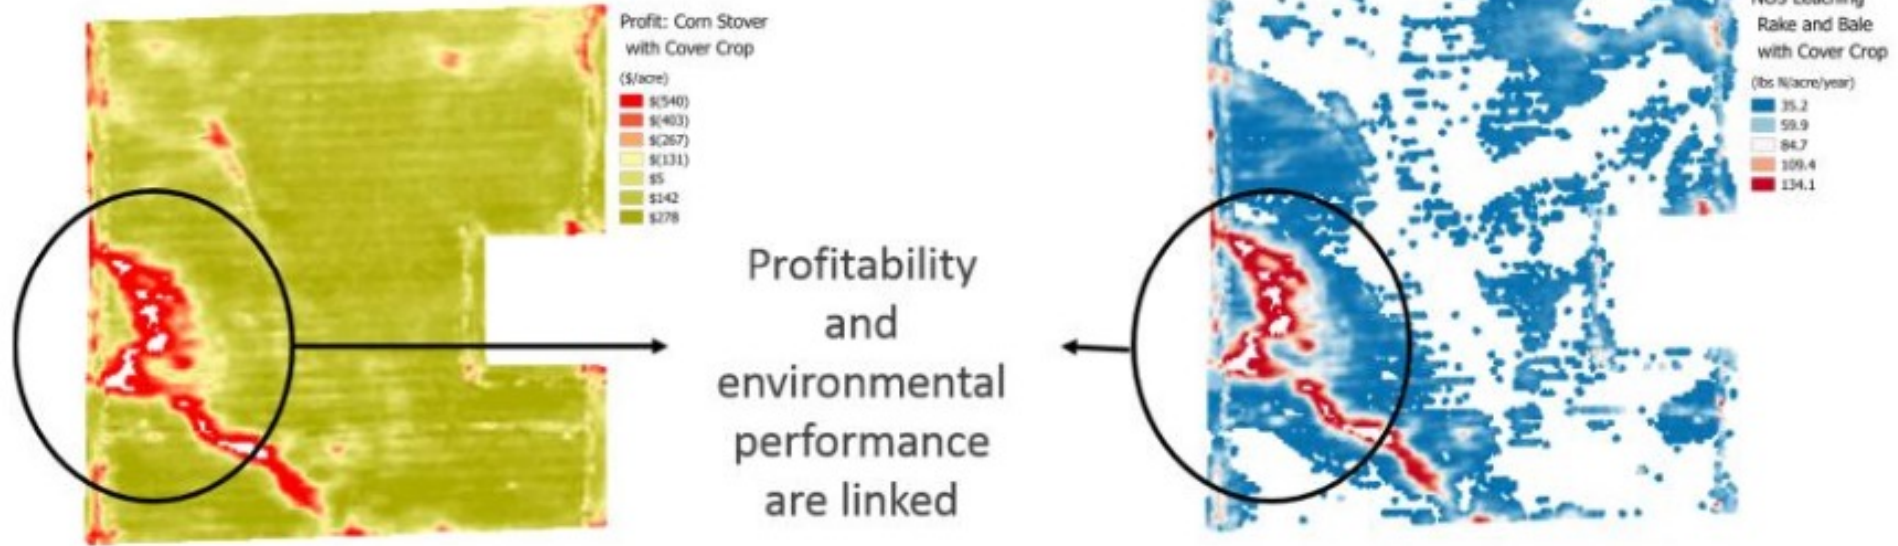 Profit: Corn Stover
with Cover Crop
($/acre)
$(540)
$(403)
$(267)
$(131)
$5
$142
$278
Profitability
and
environmental
performance
are linked
NO3 Leaching
Rake and Bale
with Cover Crop
(lbs N/acre/year)
35.2
59.9
84.7
109.4
134.1